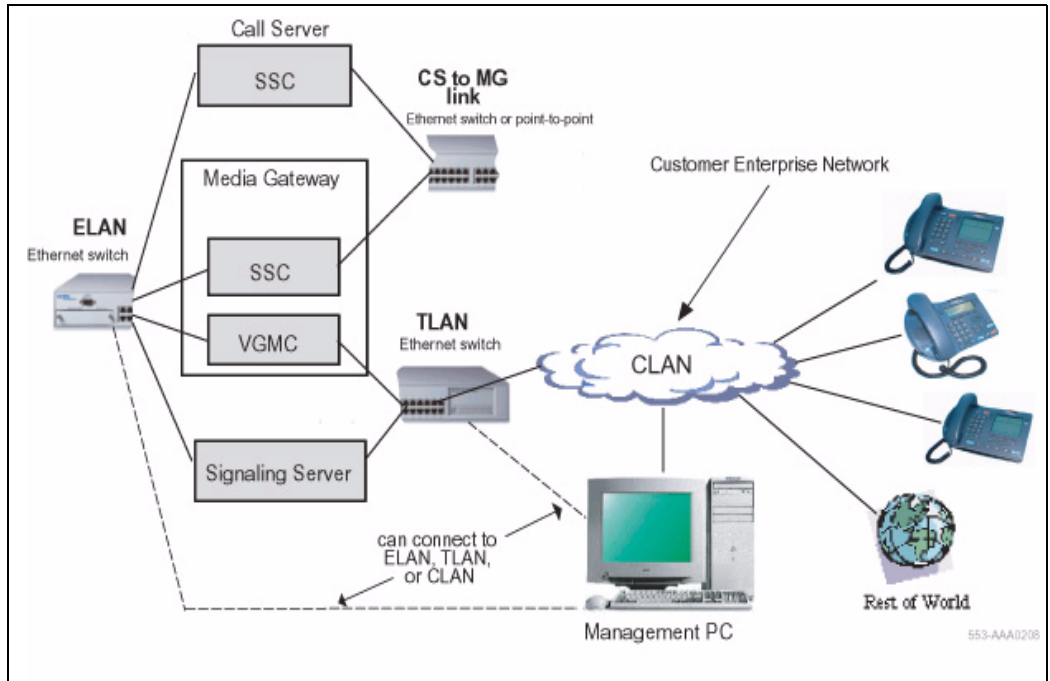 Call Server
SSC
CS to MG
link
Ethernet switch or point-to-point
Media Gateway
Customer Enterprise Network
ELAN
Ethernet switch
SSC
VGMC
TLAN
Ethernet switch
CLAN
Signaling Server
can connect to
ELAN, TLAN,
or CLAN
Management PC
Rest of World
553-AAA0208